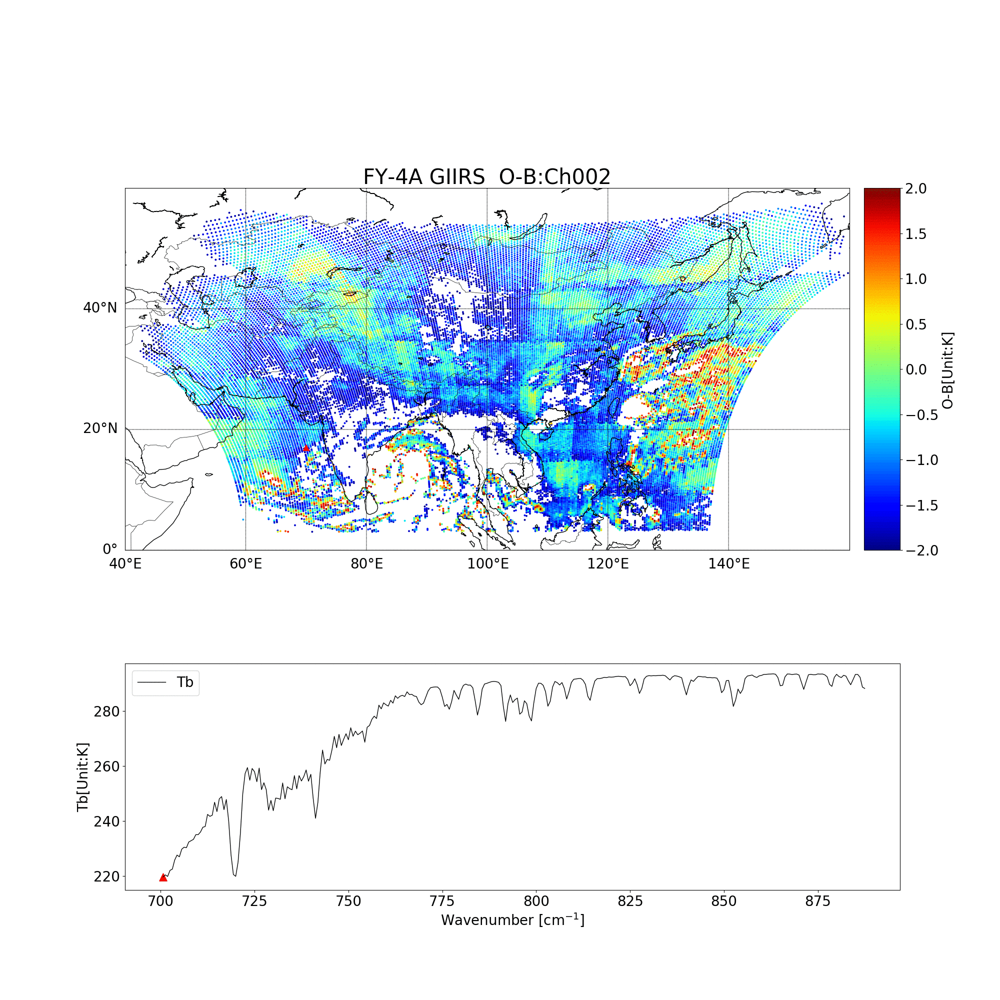 FY-4A GIIRS  O-B:Ch002
2.0
1.5
1.0
0.5
0.0
−0.5
−1.0
−1.5
−2.0
O-B[Unit:K]
40°N
20°N
0°
40°E
60°E
80°E
100°E
120°E
140°E
Tb
280
260
240
220
Tb[Unit:K]
700
725
750
775
800
825
850
875
Wavenumber [cm⁻¹]